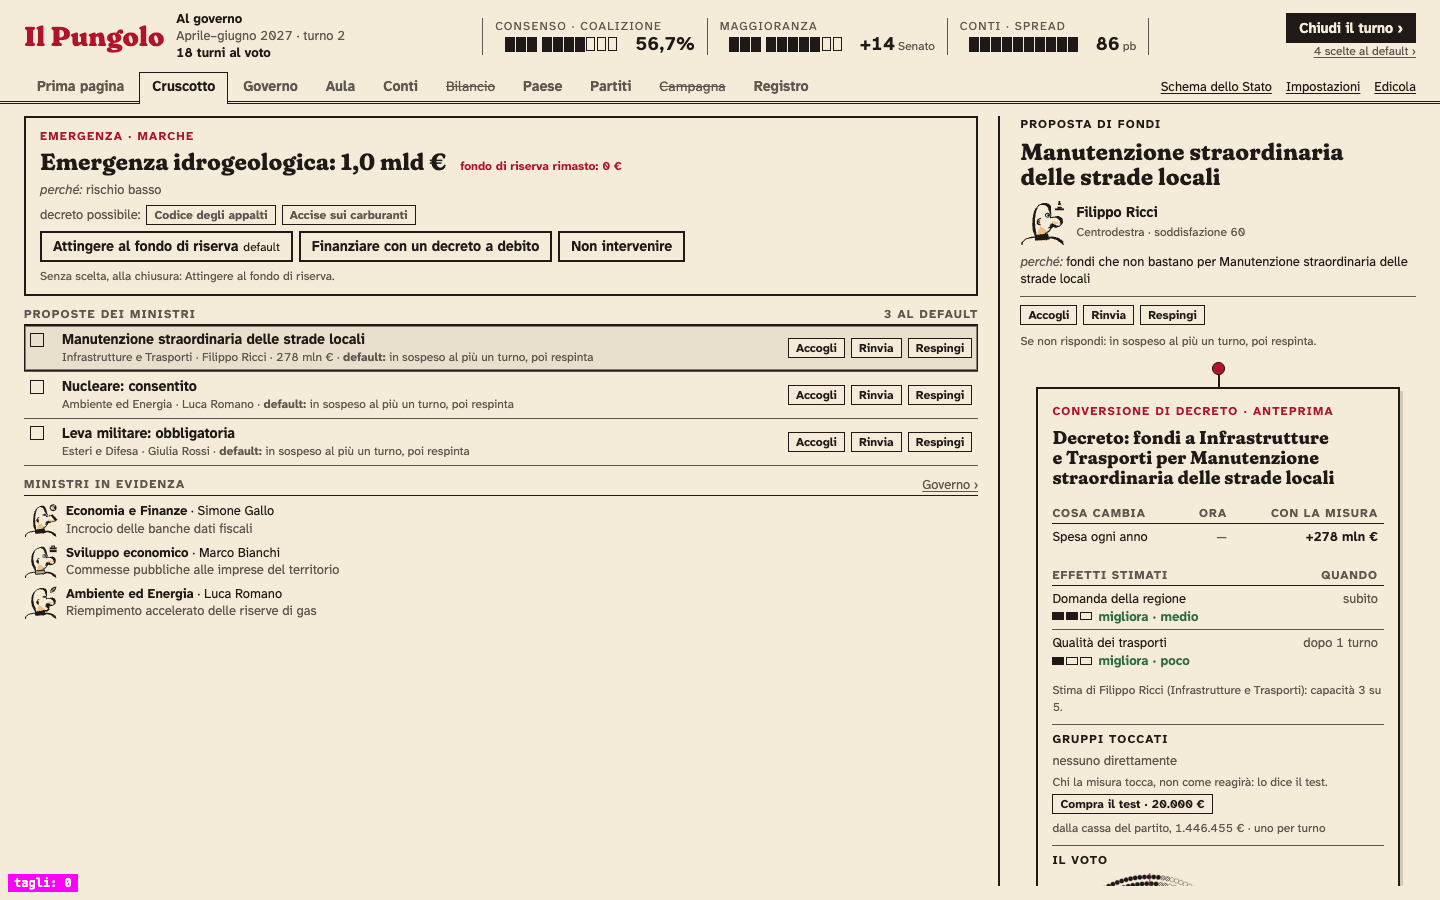 Il Pungolo
Al governo
Aprile–giugno 2027 · turno 2
18 turni al voto
CONSENSO · COALIZIONE
56,7%
MAGGIORANZA
+14 Senato
CONTI · SPREAD
86 pb
Chiudi il turno ›
4 scelte al default ›
Prima pagina
Cruscotto
Governo
Aula
Conti
Bilancio
Paese
Partiti
Campagna
Registro
Schema dello Stato
Impostazioni
Edicola
EMERGENZA · MARCHE
Emergenza idrogeologica: 1,0 mld € fondo di riserva rimasto: 0 €
perché: rischio basso
decreto possibile: Codice degli appalti Accise sui carburanti
Attingere al fondo di riserva default
Finanziare con un decreto a debito
Non intervenire
Senza scelta, alla chiusura: Attingere al fondo di riserva.
PROPOSTE DEI MINISTRI
3 AL DEFAULT
Manutenzione straordinaria delle strade locali
Infrastrutture e Trasporti · Filippo Ricci · 278 mln € · default: in sospeso al più un turno, poi respinta
Accogli Rinvia Respingi
Nucleare: consentito
Ambiente ed Energia · Luca Romano · default: in sospeso al più un turno, poi respinta
Accogli Rinvia Respingi
Leva militare: obbligatoria
Esteri e Difesa · Giulia Rossi · default: in sospeso al più un turno, poi respinta
Accogli Rinvia Respingi
MINISTRI IN EVIDENZA
Governo ›
Economia e Finanze · Simone Gallo
Incrocio delle banche dati fiscali
Sviluppo economico · Marco Bianchi
Commesse pubbliche alle imprese del territorio
Ambiente ed Energia · Luca Romano
Riempimento accelerato delle riserve di gas
PROPOSTA DI FONDI
Manutenzione straordinaria
delle strade locali
Filippo Ricci
Centrodestra · soddisfazione 60
perché: fondi che non bastano per Manutenzione straordinaria delle
strade locali
Accogli Rinvia Respingi
Se non rispondi: in sospeso al più un turno, poi respinta.
CONVERSIONE DI DECRETO · ANTEPRIMA
Decreto: fondi a Infrastrutture
e Trasporti per Manutenzione
straordinaria delle strade locali
COSA CAMBIA ORA CON LA MISURA
Spesa ogni anno — +278 mln €
EFFETTI STIMATI QUANDO
Domanda della regione subito
migliora · medio
Qualità dei trasporti dopo 1 turno
migliora · poco
Stima di Filippo Ricci (Infrastrutture e Trasporti): capacità 3 su
5.
GRUPPI TOCCATI
nessuno direttamente
Chi la misura tocca, non come reagirà: lo dice il test.
Compra il test · 20.000 €
dalla cassa del partito, 1.446.455 € · uno per turno
IL VOTO
tagli: 0